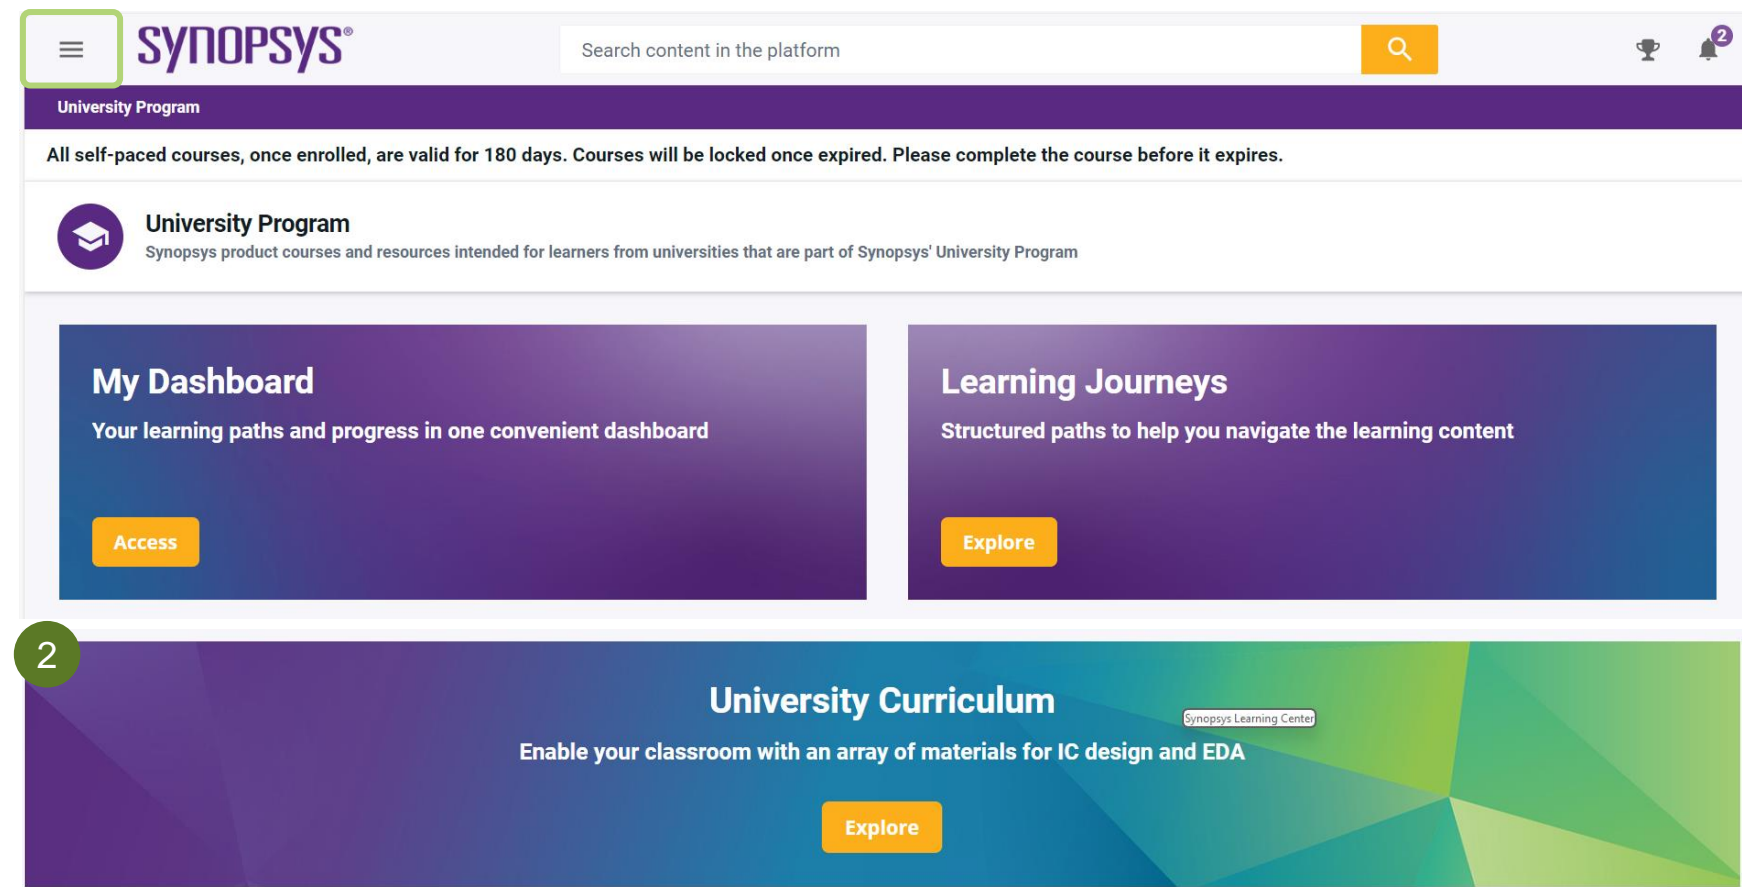 SYNOPSYS®
Search content in the platform
2
University Program
All self-paced courses, once enrolled, are valid for 180 days. Courses will be locked once expired. Please complete the course before it expires.
University Program
Synopsys product courses and resources intended for learners from universities that are part of Synopsys' University Program
My Dashboard
Your learning paths and progress in one convenient dashboard
Access
Learning Journeys
Structured paths to help you navigate the learning content
Explore
2
University Curriculum
Synopsys Learning Center
Enable your classroom with an array of materials for IC design and EDA
Explore